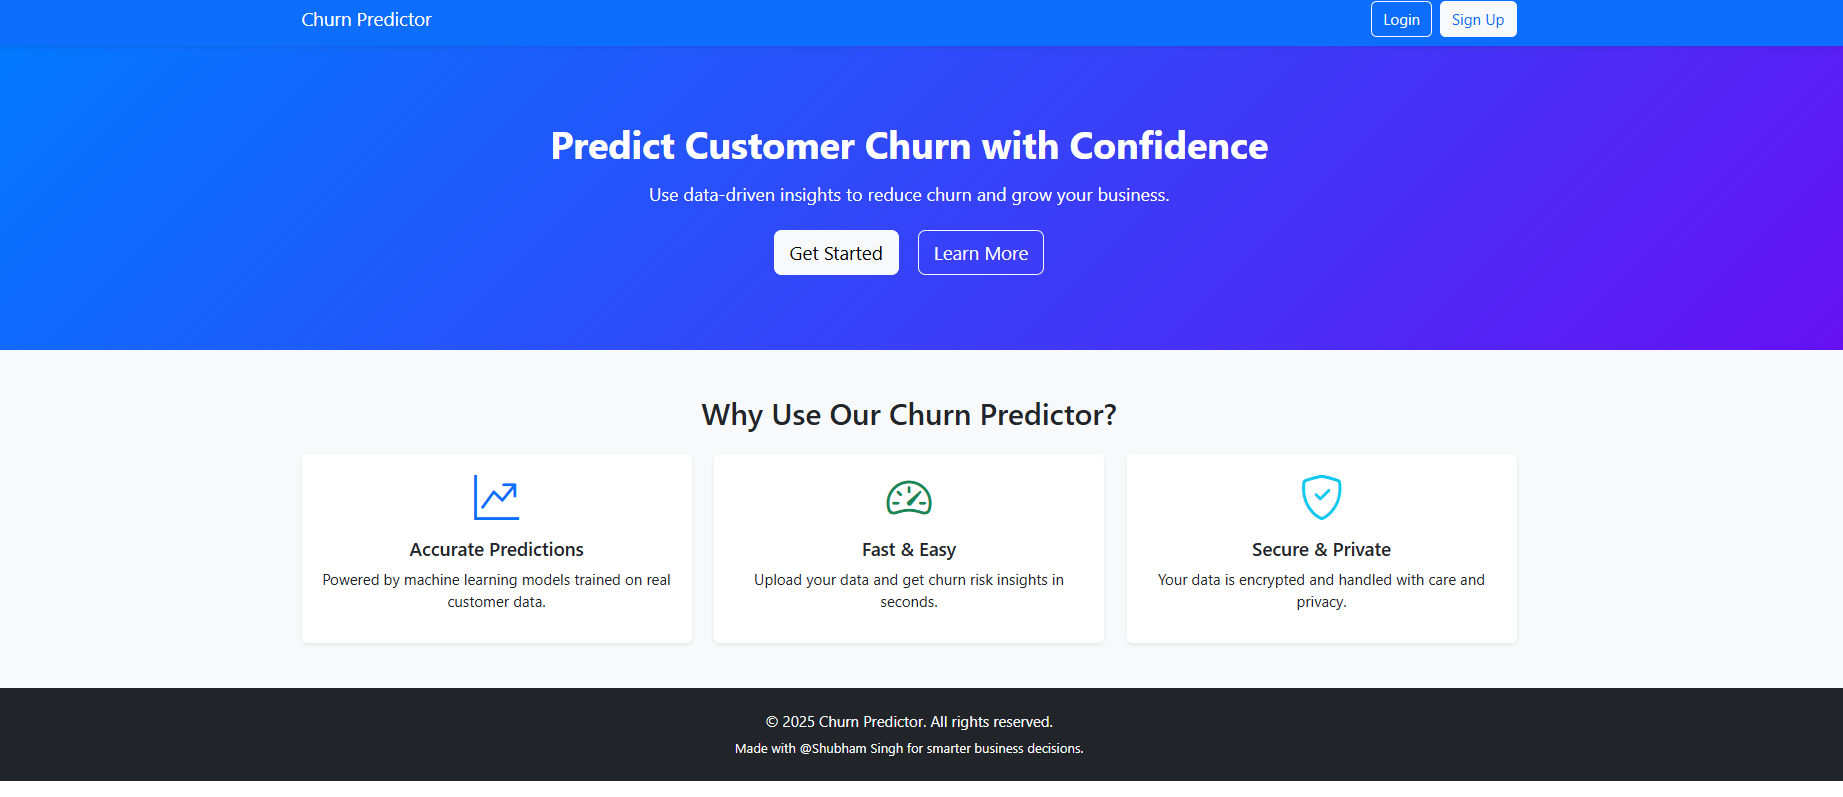 Churn Predictor
Login
Sign Up
Predict Customer Churn with Confidence
Use data-driven insights to reduce churn and grow your business.
Get Started
Learn More
Why Use Our Churn Predictor?
Accurate Predictions
Powered by machine learning models trained on real
customer data.
Fast & Easy
Upload your data and get churn risk insights in
seconds.
Secure & Private
Your data is encrypted and handled with care and
privacy.
© 2025 Churn Predictor. All rights reserved.
Made with @Shubham Singh for smarter business decisions.